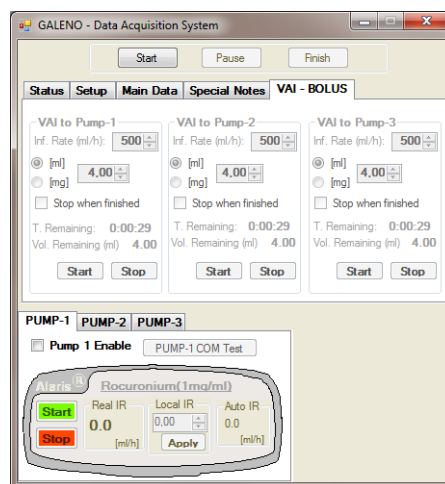 GALENO - Data Acquisition System
Start Pause Finish
Status Setup Main Data Special Notes VAI - BOLUS
VAI to Pump-1 VAI to Pump-2 VAI to Pump-3
Inf. Rate (ml/h): 500 Inf. Rate (ml/h): 500 Inf. Rate (ml/h): 500
[ml] [ml] [ml]
4,00 4,00 4,00
[mg] [mg] [mg]
Stop when finished Stop when finished Stop when finished
T. Remaining: 0:00:29 T. Remaining: 0:00:29 T. Remaining: 0:00:29
Vol. Remaining (ml) 4.00 Vol. Remaining (ml) 4.00 Vol. Remaining (ml) 4.00
Start Stop Start Stop Start Stop
PUMP-1 PUMP-2 PUMP-3
Pump 1 Enable PUMP-1 COM Test
Alaris® Rocuronium(1mg/ml)
Start Real IR Local IR Auto IR
0.0 0,00 0.0
Stop [ml/h] Apply [ml/h]